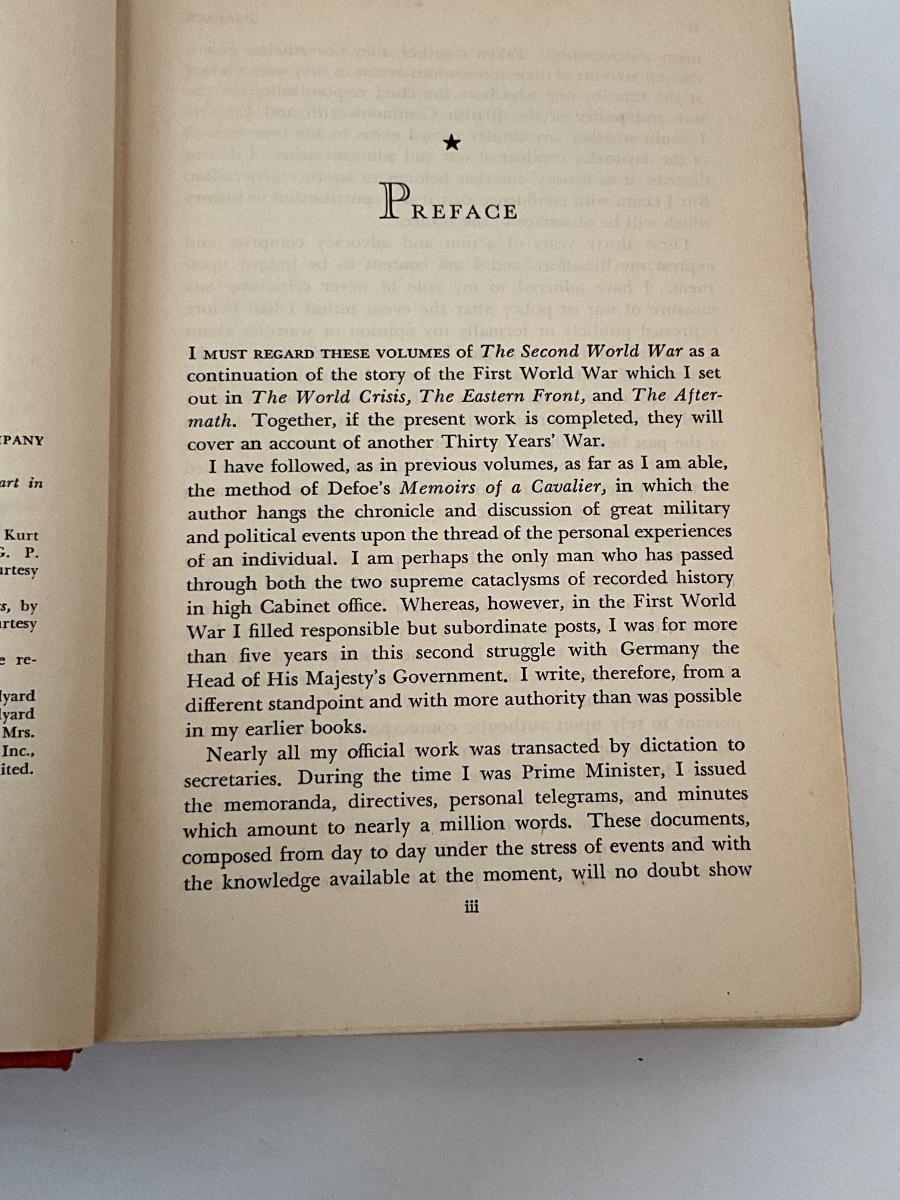 MPANY
art in
Kurt
G. P.
urtesy
s, by
urtesy
e re-
lyard
lyard
Mrs.
Inc.,
ited.
★
PREFACE
I MUST REGARD THESE VOLUMES of The Second World War as a
continuation of the story of the First World War which I set
out in The World Crisis, The Eastern Front, and The After-
math. Together, if the present work is completed, they will
cover an account of another Thirty Years' War.
I have followed, as in previous volumes, as far as I am able,
the method of Defoe's Memoirs of a Cavalier, in which the
author hangs the chronicle and discussion of great military
and political events upon the thread of the personal experiences
of an individual. I am perhaps the only man who has passed
through both the two supreme cataclysms of recorded history
in high Cabinet office. Whereas, however, in the First World
War I filled responsible but subordinate posts, I was for more
than five years in this second struggle with Germany the
Head of His Majesty's Government. I write, therefore, from a
different standpoint and with more authority than was possible
in my earlier books.
Nearly all my official work was transacted by dictation to
secretaries. During the time I was Prime Minister, I issued
the memoranda, directives, personal telegrams, and minutes
which amount to nearly a million words. These documents,
composed from day to day under the stress of events and with
the knowledge available at the moment, will no doubt show
iii